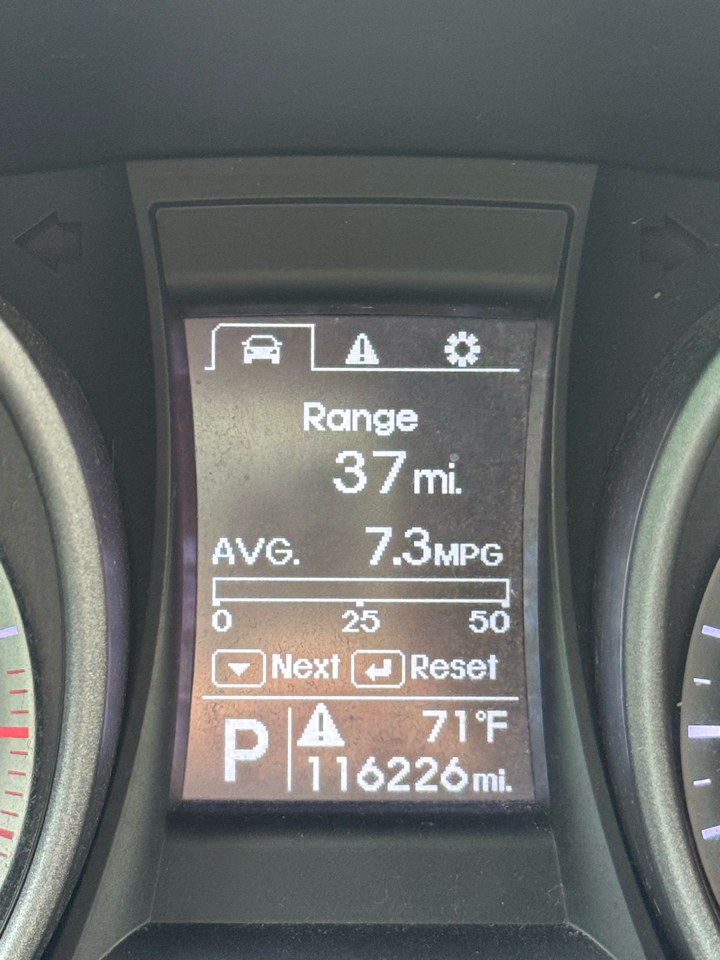 Range
37 mi.
AVG. 7.3 MPG
0 25 50
Next Reset
P 71°F
116226 mi.